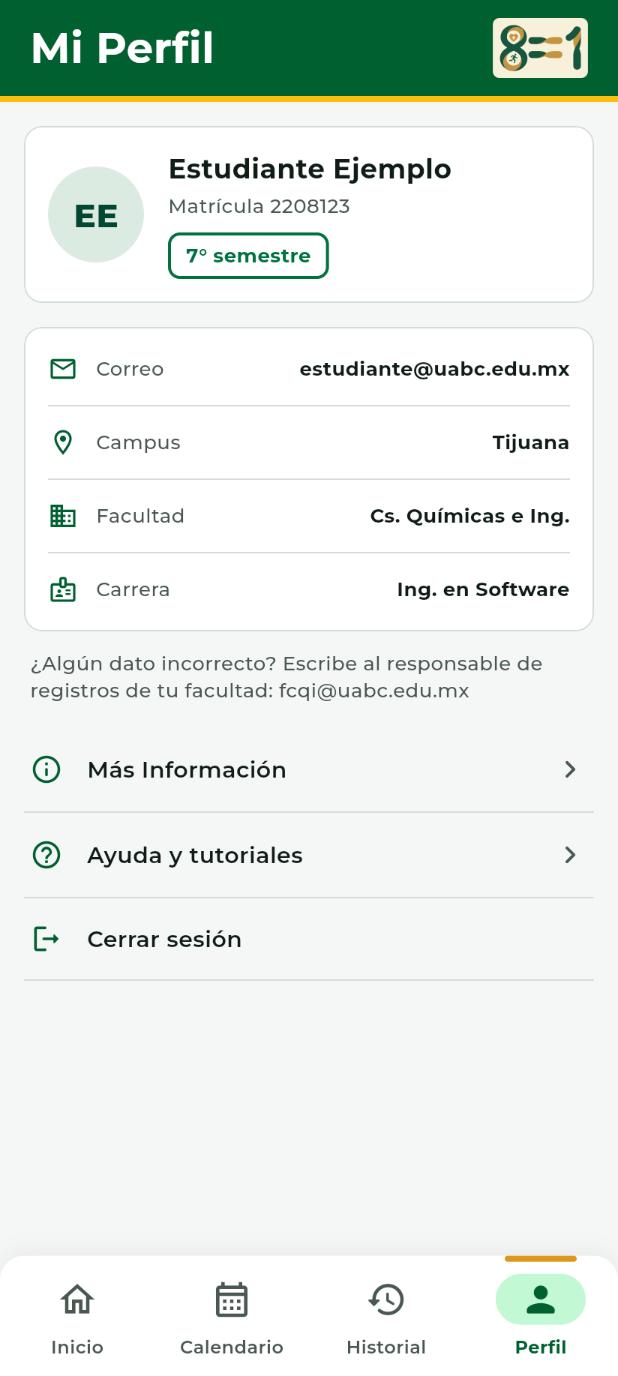 Mi Perfil
8=1
EE
Estudiante Ejemplo
Matrícula 2208123
7° semestre
Correo estudiante@uabc.edu.mx
Campus Tijuana
Facultad Cs. Químicas e Ing.
Carrera Ing. en Software
¿Algún dato incorrecto? Escribe al responsable de
registros de tu facultad: fcqi@uabc.edu.mx
Más Información
Ayuda y tutoriales
Cerrar sesión
Inicio Calendario Historial Perfil